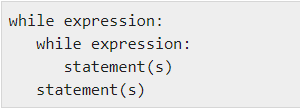 while expression:
   while expression:
      statement(s)
   statement(s)